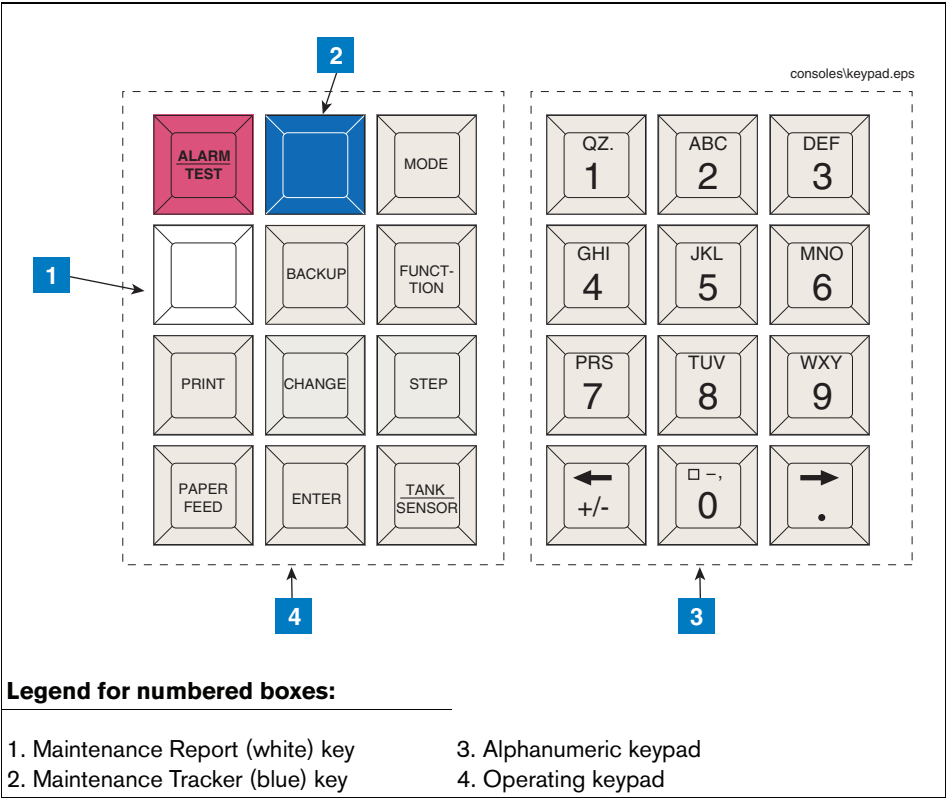 2
consoles\keypad.eps
ALARM
TEST
MODE
QZ.
1
ABC
2
DEF
3
1
BACKUP
FUNCT-
TION
GHI
4
JKL
5
MNO
6
PRINT
CHANGE
STEP
PRS
7
TUV
8
WXY
9
PAPER
FEED
ENTER
TANK
SENSOR
+/-
-,
0
.
4
3
Legend for numbered boxes:
1. Maintenance Report (white) key
2. Maintenance Tracker (blue) key
3. Alphanumeric keypad
4. Operating keypad